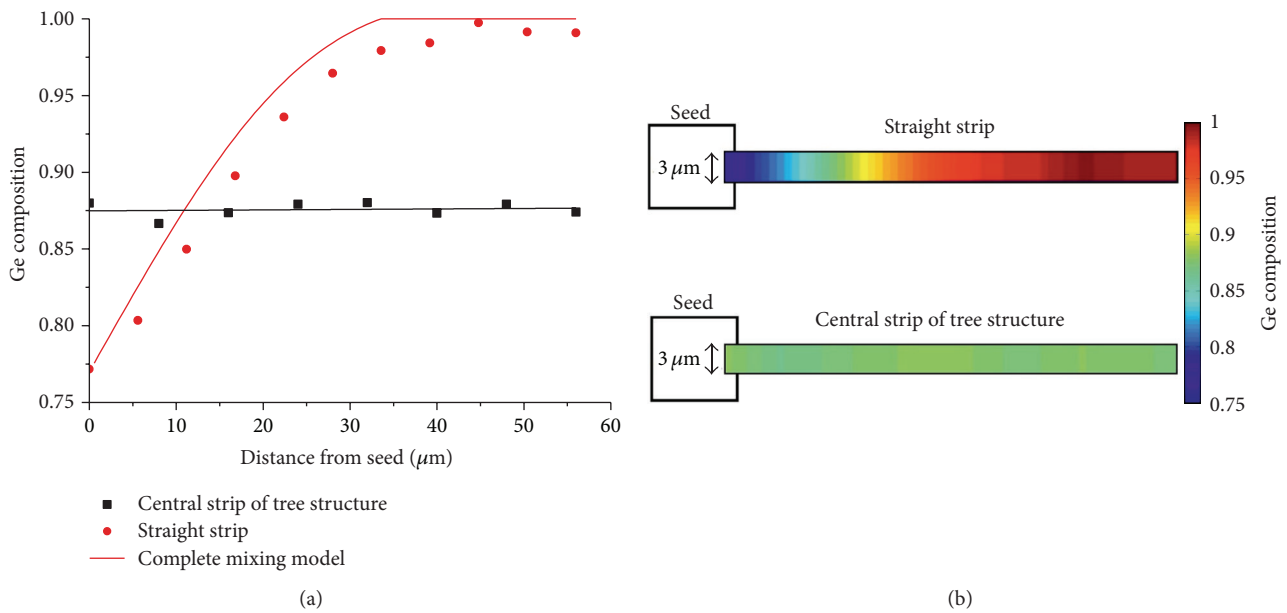 1.00
0.95
0.90
0.85
0.80
0.75
Ge composition
0 10 20 30 40 50 60
Distance from seed (μm)
Central strip of tree structure
Straight strip
Complete mixing model
(a)
Seed
3 μm
Straight strip
Seed
3 μm
Central strip of tree structure
1
0.95
0.9
0.85
0.8
0.75
Ge composition
(b)